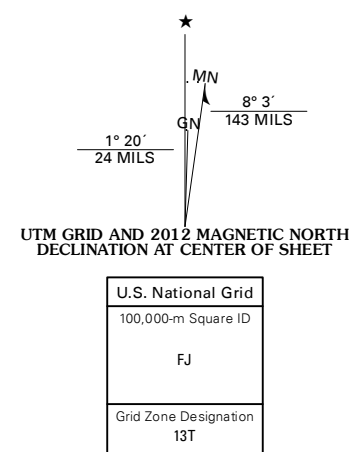 ★
MN
8° 3´
143 MILS
GN
1° 20´
24 MILS
UTM GRID AND 2012 MAGNETIC NORTH
DECLINATION AT CENTER OF SHEET
U.S. National Grid
100,000-m Square ID
FJ
Grid Zone Designation
13T